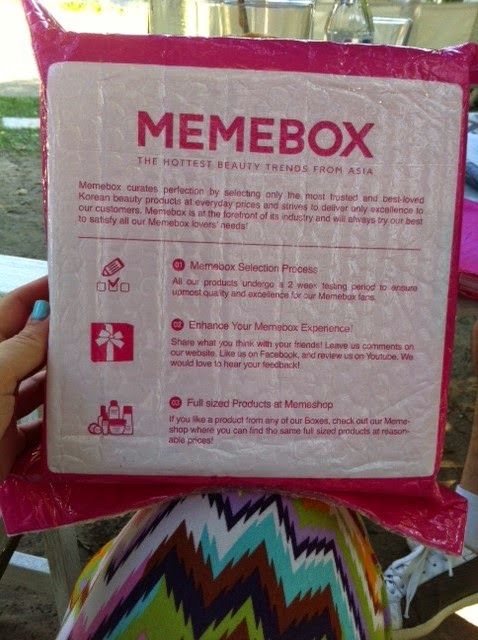 MEMEBOX
THE HOTTEST BEAUTY TRENDS FROM ASIA
Memebox curates perfection by selecting only the most trusted and best-loved
Korean beauty products at everyday prices and strives to deliver only excellence to
our customers. Memebox is at the forefront of its industry and will always try our best
to satisfy all our Memebox lovers' needs!
01 Memebox Selection Process
All our products undergo a 2 week testing period to ensure
upmost quality and excellence for our Memebox fans.
02 Enhance Your Memebox Experience!
Share what you think with your friends! Leave us comments on
our website, Like us on Facebook, and review us on Youtube. We
would love to hear your feedback!
03 Full sized Products at Memeshop
If you like a product from any of our Boxes, check out our Meme-
shop where you can find the same full sized products at reason-
able prices!